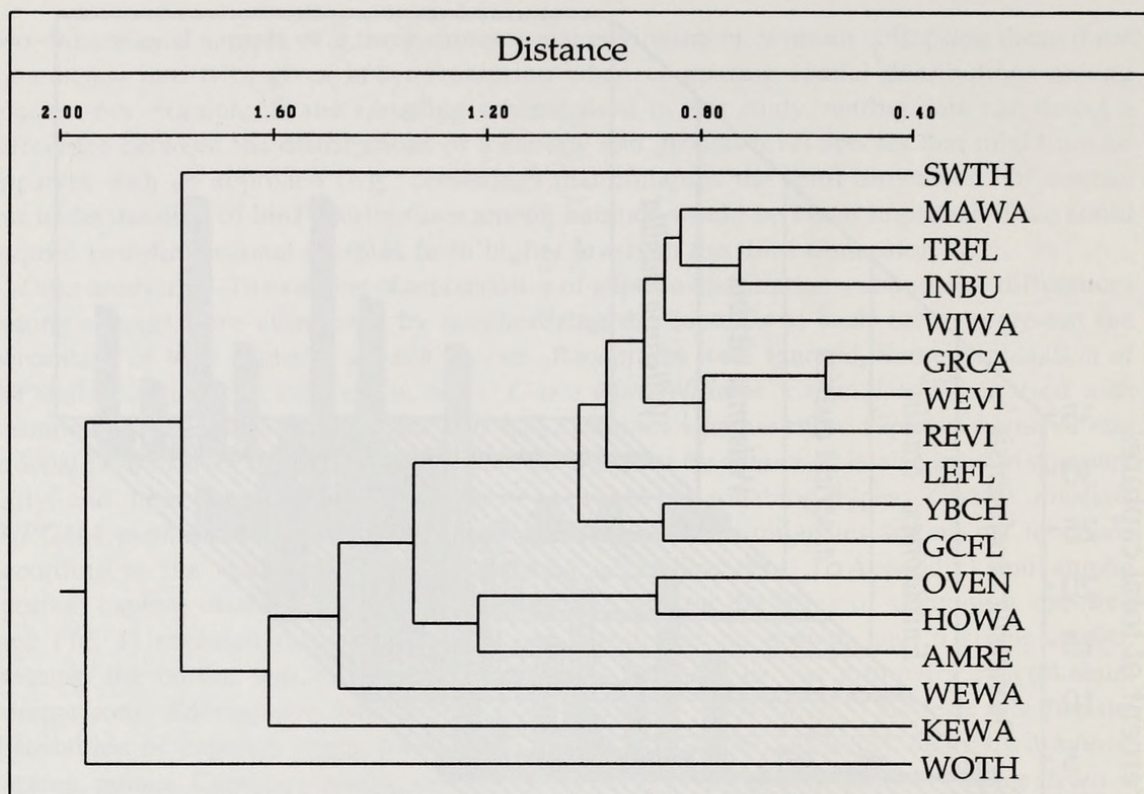 Distance
2.00 1.60 1.20 0.80 0.40
SWTH
MAWA
TRFL
INBU
WIWA
GRCA
WEVI
REVI
LEFL
YBCH
GCFL
OVEN
HOWA
AMRE
WEWA
KEWA
WOTH